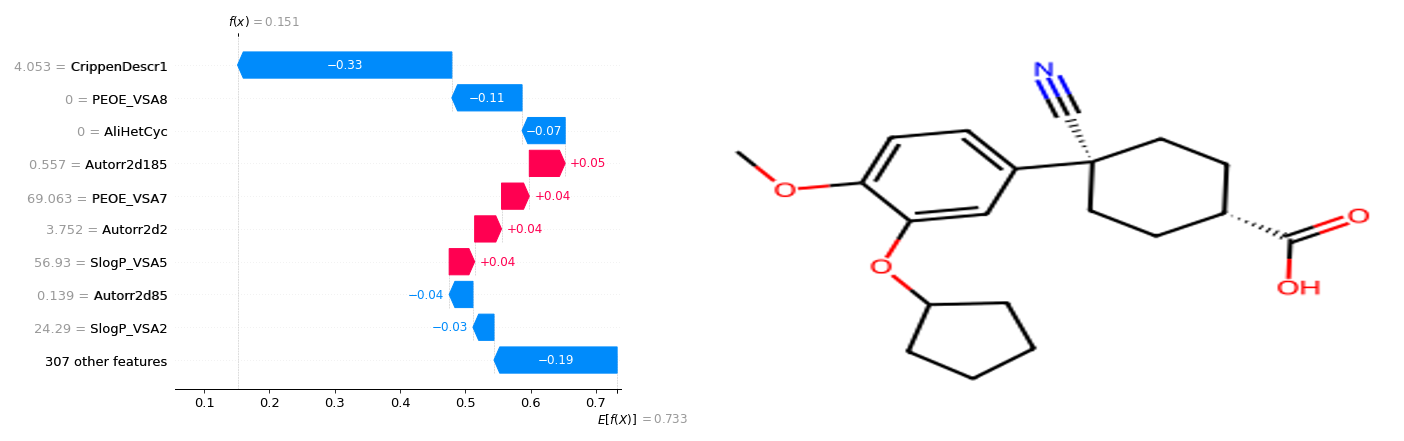 f(x) = 0.151
4.053 = CrippenDescr1
−0.33
0 = PEOE_VSA8
−0.11
0 = AliHetCyc
−0.07
0.557 = Autorr2d185
+0.05
69.063 = PEOE_VSA7
+0.04
3.752 = Autorr2d2
+0.04
56.93 = SlogP_VSA5
+0.04
0.139 = Autorr2d85
−0.04
24.29 = SlogP_VSA2
−0.03
307 other features
−0.19
0.1 0.2 0.3 0.4 0.5 0.6 0.7
E[f(X)] = 0.733
N
O
O
O
OH